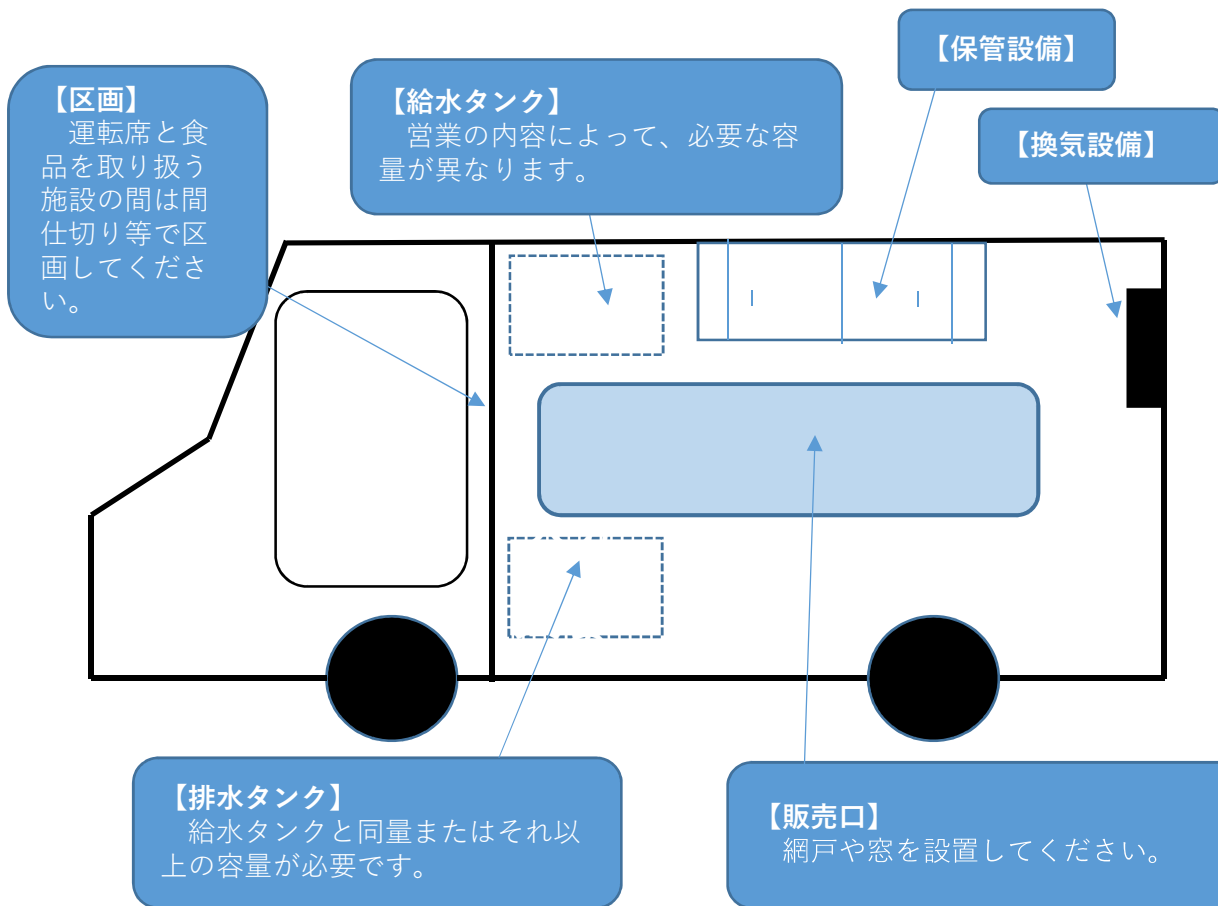 【保管設備】
【区画】
　運転席と食
品を取り扱う
施設の間は間
仕切り等で区
画してくださ
い。
【給水タンク】
　営業の内容によって、必要な容
量が異なります。
【換気設備】
【排水タンク】
　給水タンクと同量またはそれ以
上の容量が必要です。
【販売口】
　網戸や窓を設置してください。